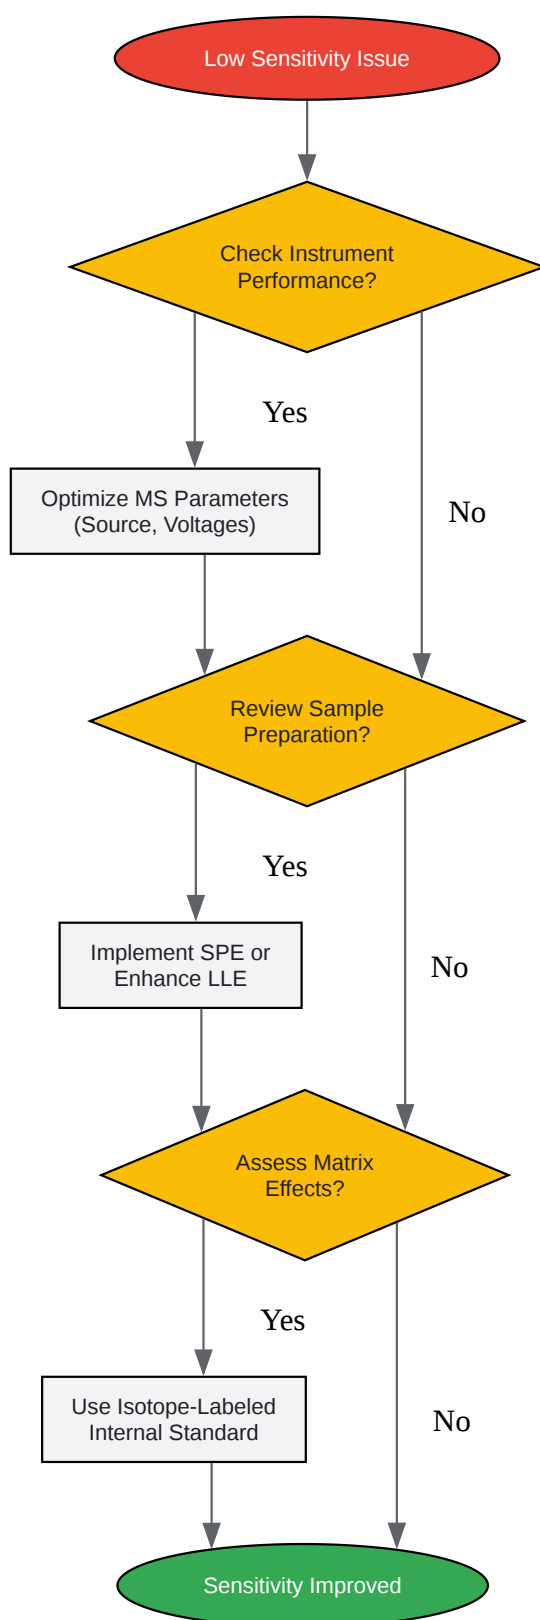 Low Sensitivity Issue
Check Instrument
Performance?
Yes
Optimize MS Parameters
(Source, Voltages)
No
Review Sample
Preparation?
Yes
Implement SPE or
Enhance LLE
No
Assess Matrix
Effects?
Yes
Use Isotope-Labeled
Internal Standard
No
Sensitivity Improved